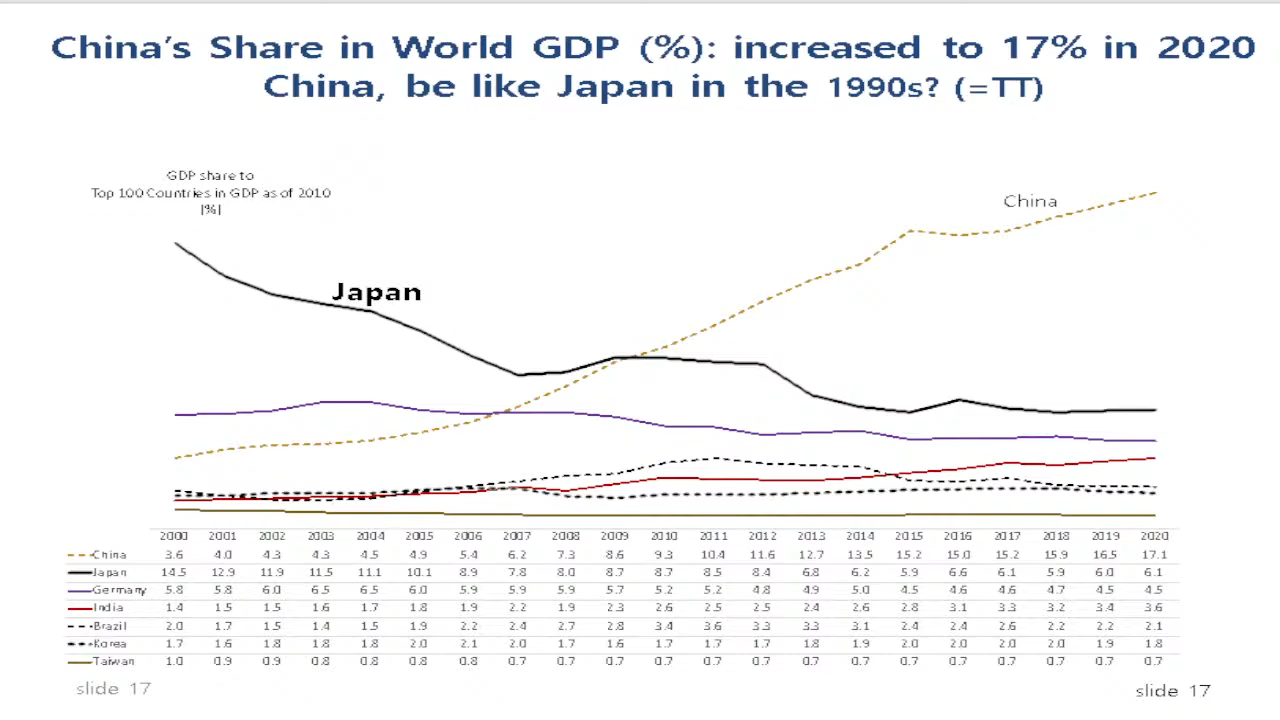 China's Share in World GDP (%): increased to 17% in 2020
China, be like Japan in the 1990s? (=TT)
GDP share to
Top 100 Countries in GDP as of 2010
[%]
China
Japan
2000 2001 2002 2003 2004 2005 2006 2007 2008 2009 2010 2011 2012 2013 2014 2015 2016 2017 2018 2019 2020
China 3.6 4.0 4.3 4.3 4.5 4.9 5.4 6.2 7.3 8.6 9.3 10.4 11.6 12.7 13.5 15.2 15.0 15.2 15.9 16.5 17.1
Japan 14.5 12.9 11.9 11.5 11.1 10.1 8.9 7.8 8.0 8.7 8.7 8.5 8.4 6.8 6.2 5.9 6.6 6.1 5.9 6.0 6.1
Germany 5.8 5.8 6.0 6.5 6.5 6.0 5.9 5.9 5.9 5.7 5.2 5.2 4.8 4.9 5.0 4.5 4.6 4.6 4.7 4.5 4.5
India 1.4 1.5 1.5 1.6 1.7 1.8 1.9 2.2 1.9 2.3 2.6 2.5 2.5 2.4 2.6 2.8 3.1 3.3 3.2 3.4 3.6
Brazil 2.0 1.7 1.5 1.4 1.5 1.9 2.2 2.4 2.7 2.8 3.4 3.6 3.3 3.3 3.1 2.4 2.4 2.6 2.2 2.2 2.1
Korea 1.7 1.6 1.8 1.8 1.8 2.0 2.1 2.0 1.7 1.6 1.7 1.7 1.7 1.8 1.9 2.0 2.0 2.0 2.0 1.9 1.8
Taiwan 1.0 0.9 0.9 0.8 0.8 0.8 0.8 0.7 0.7 0.7 0.7 0.7 0.7 0.7 0.7 0.7 0.7 0.7 0.7 0.7 0.7
slide 17
slide 17